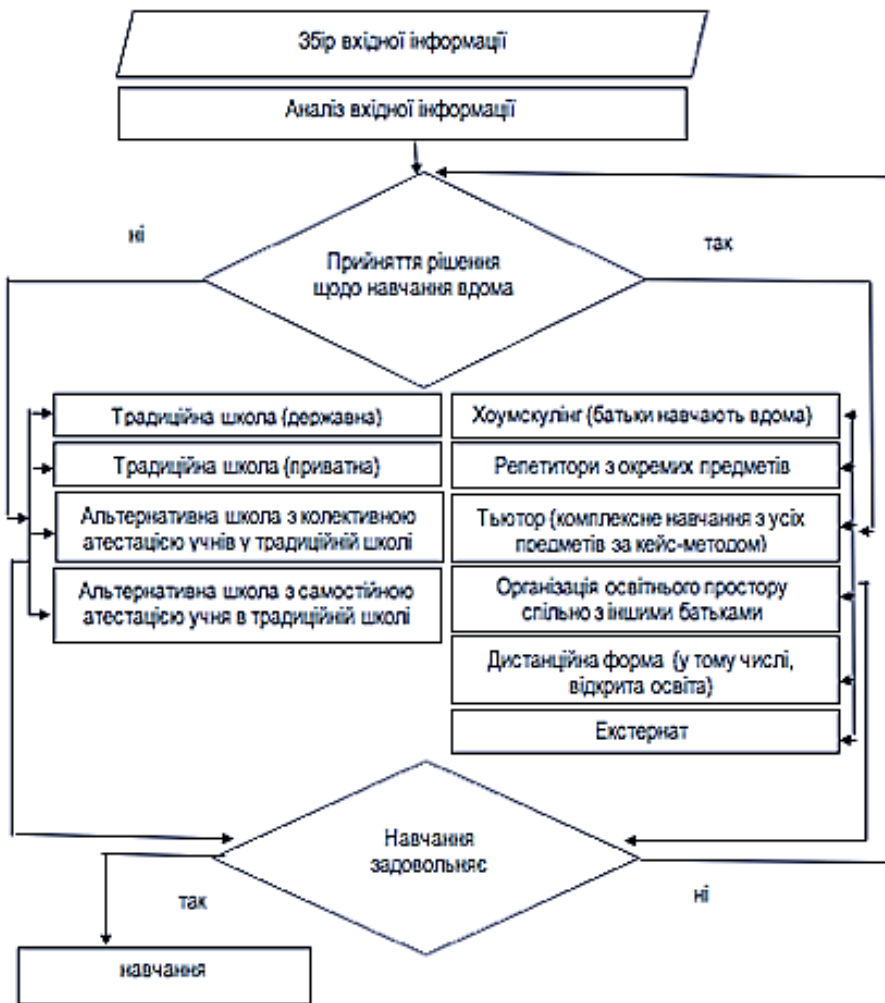 Збір вхідної інформації
Аналіз вхідної інформації
ні
так
Прийняття рішення
щодо навчання вдома
Традиційна школа (державна)
Традиційна школа (приватна)
Альтернативна школа з колективною
атестацією учнів у традиційній школі
Альтернативна школа з самостійною
атестацією учня в традиційній школі
Хоумскулінг (батьки навчають вдома)
Репетитори з окремих предметів
Тьютор (комплексне навчання з усіх
предметів за кейс-методом)
Організація освітнього простору
спільно з іншими батьками
Дистанційна форма (у тому числі,
відкрита освіта)
Екстернат
Навчання
задовольняє
так
ні
навчання